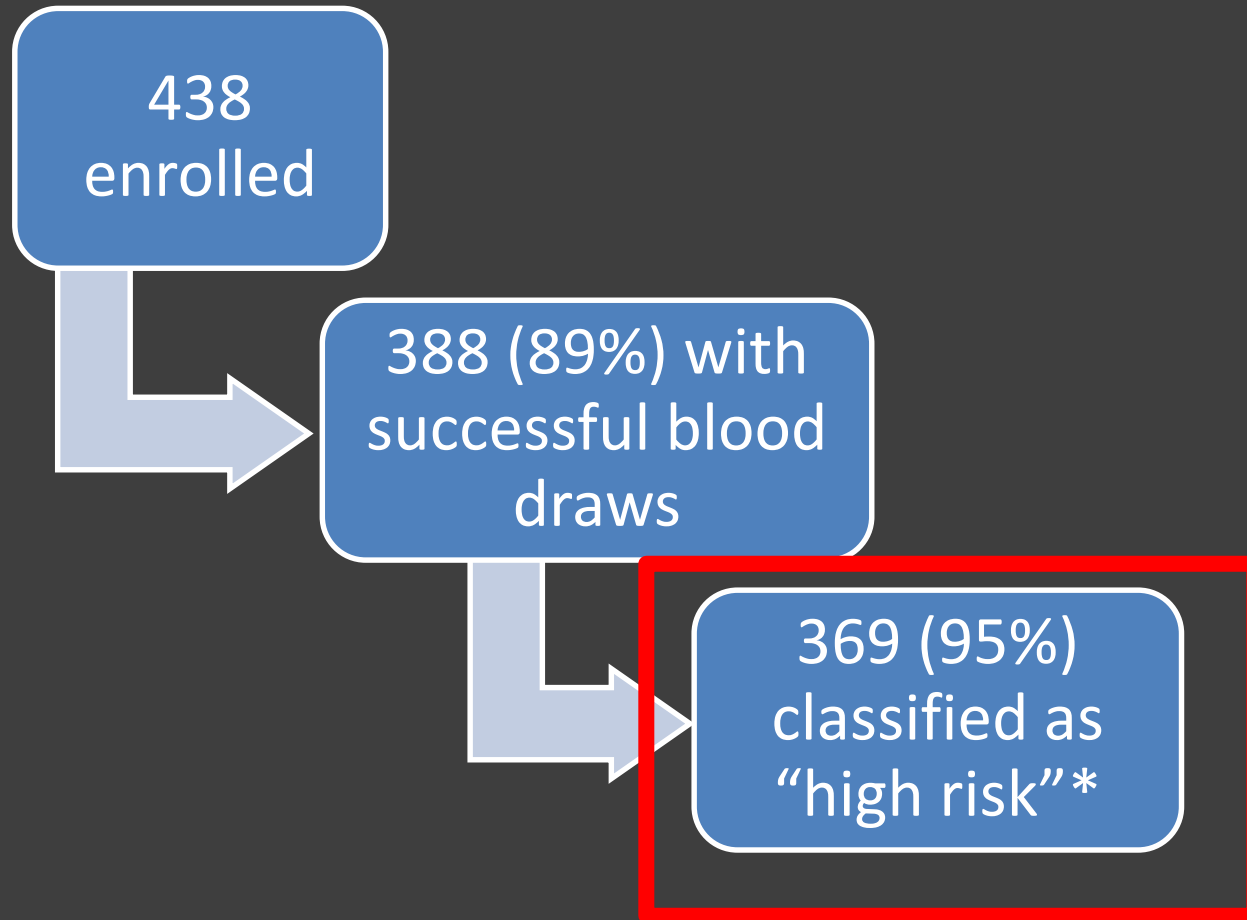 438
enrolled
388 (89%) with
successful blood
draws
369 (95%)
classified as
“high risk”*